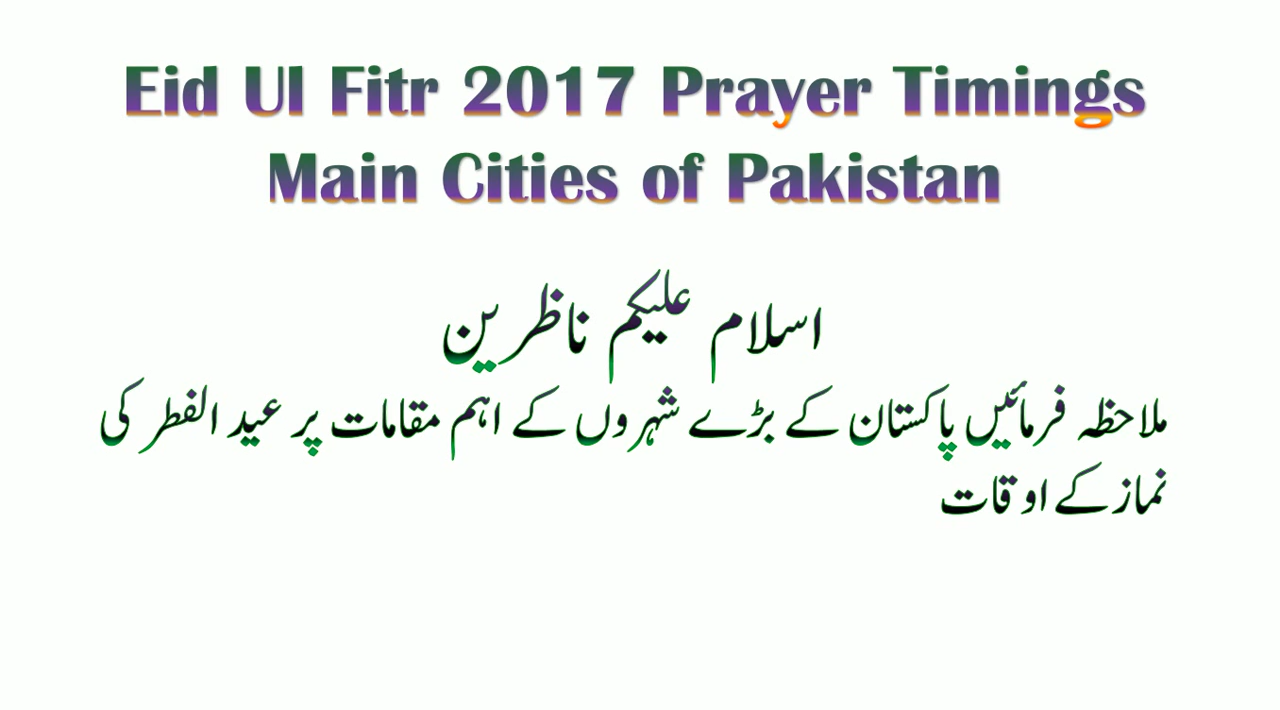 Eid Ul Fitr 2017 Prayer Timings
Main Cities of Pakistan
اسلام علیکم ناظرین
ملاحظہ فرمائیں پاکستان کے بڑے شہروں کے اہم مقامات پر عید الفطر کی
نماز کے اوقات